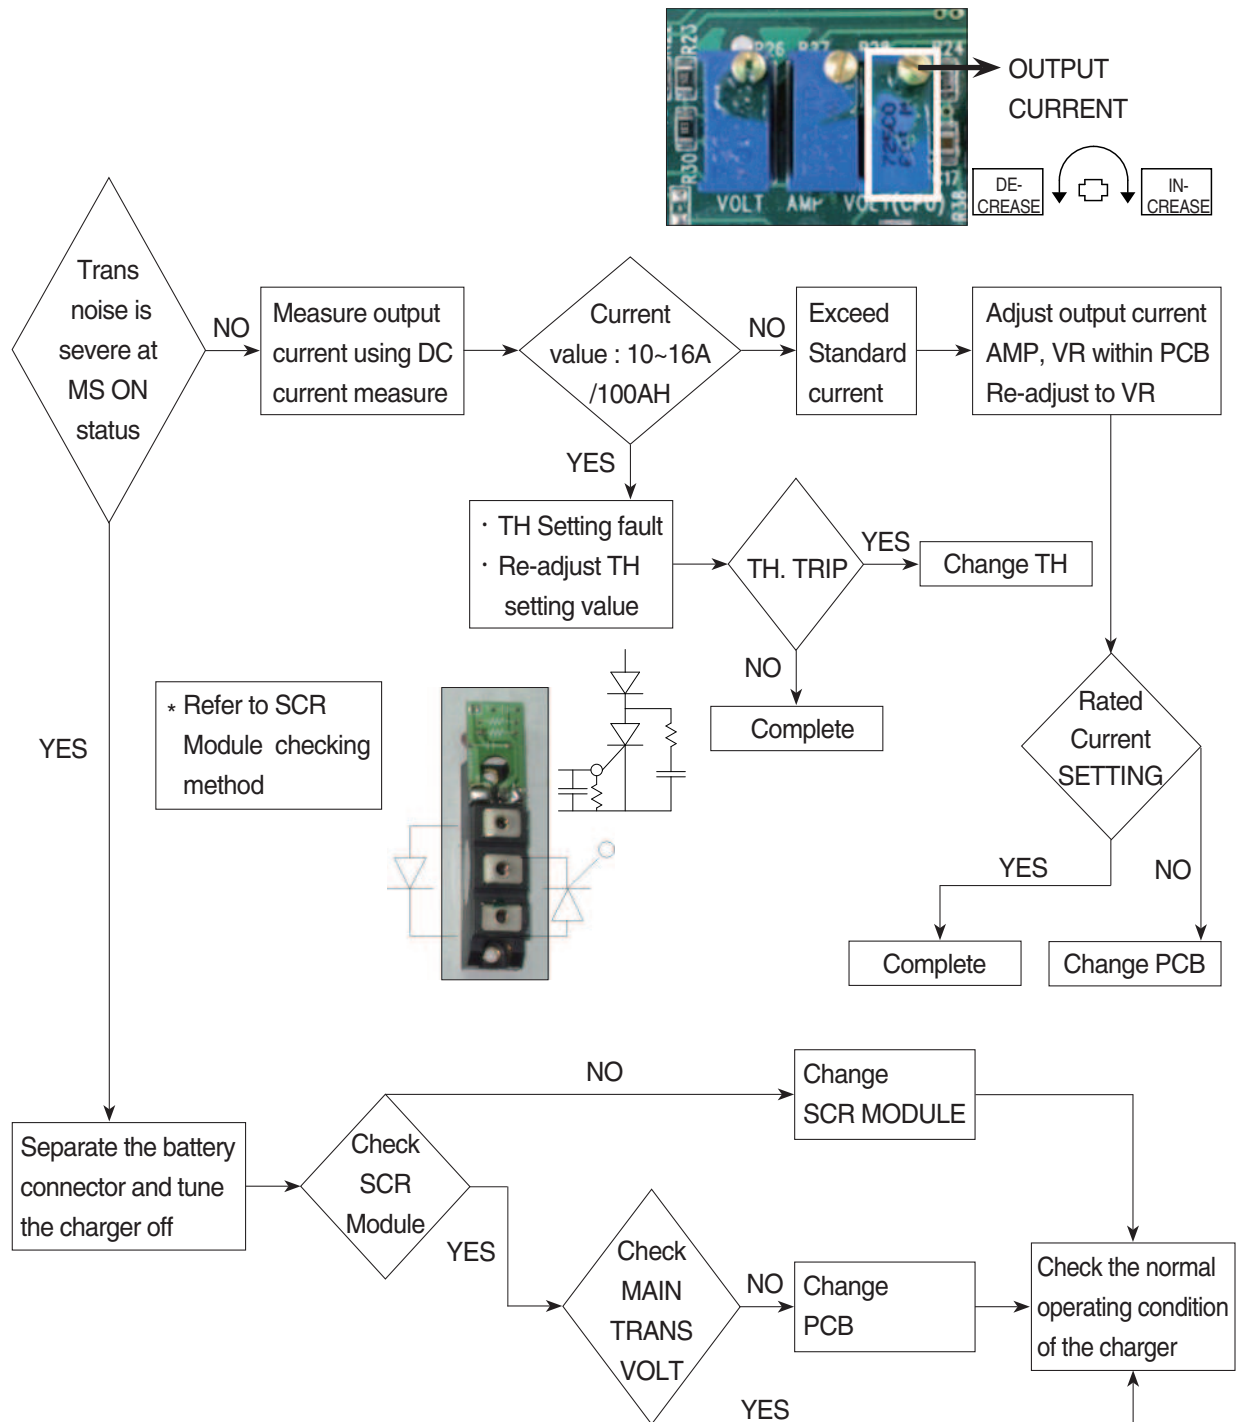 R23
R26
R27
R24
R30
C17
R38
VOLT AMP VOLT(CPU)
OUTPUT
CURRENT
DE-
CREASE
IN-
CREASE
Trans
noise is
severe at
MS ON
status
NO
Measure output
current using DC
current measure
Current
value : 10~16A
/100AH
NO
Exceed
Standard
current
Adjust output current
AMP, VR within PCB
Re-adjust to VR
YES
· TH Setting fault
· Re-adjust TH
setting value
TH. TRIP
YES
Change TH
NO
Complete
YES
* Refer to SCR
Module checking
method
Rated
Current
SETTING
YES
NO
Complete
Change PCB
Separate the battery
connector and tune
the charger off
Check
SCR
Module
NO
Change
SCR MODULE
YES
Check
MAIN
TRANS
VOLT
NO
Change
PCB
Check the normal
operating condition
of the charger
YES